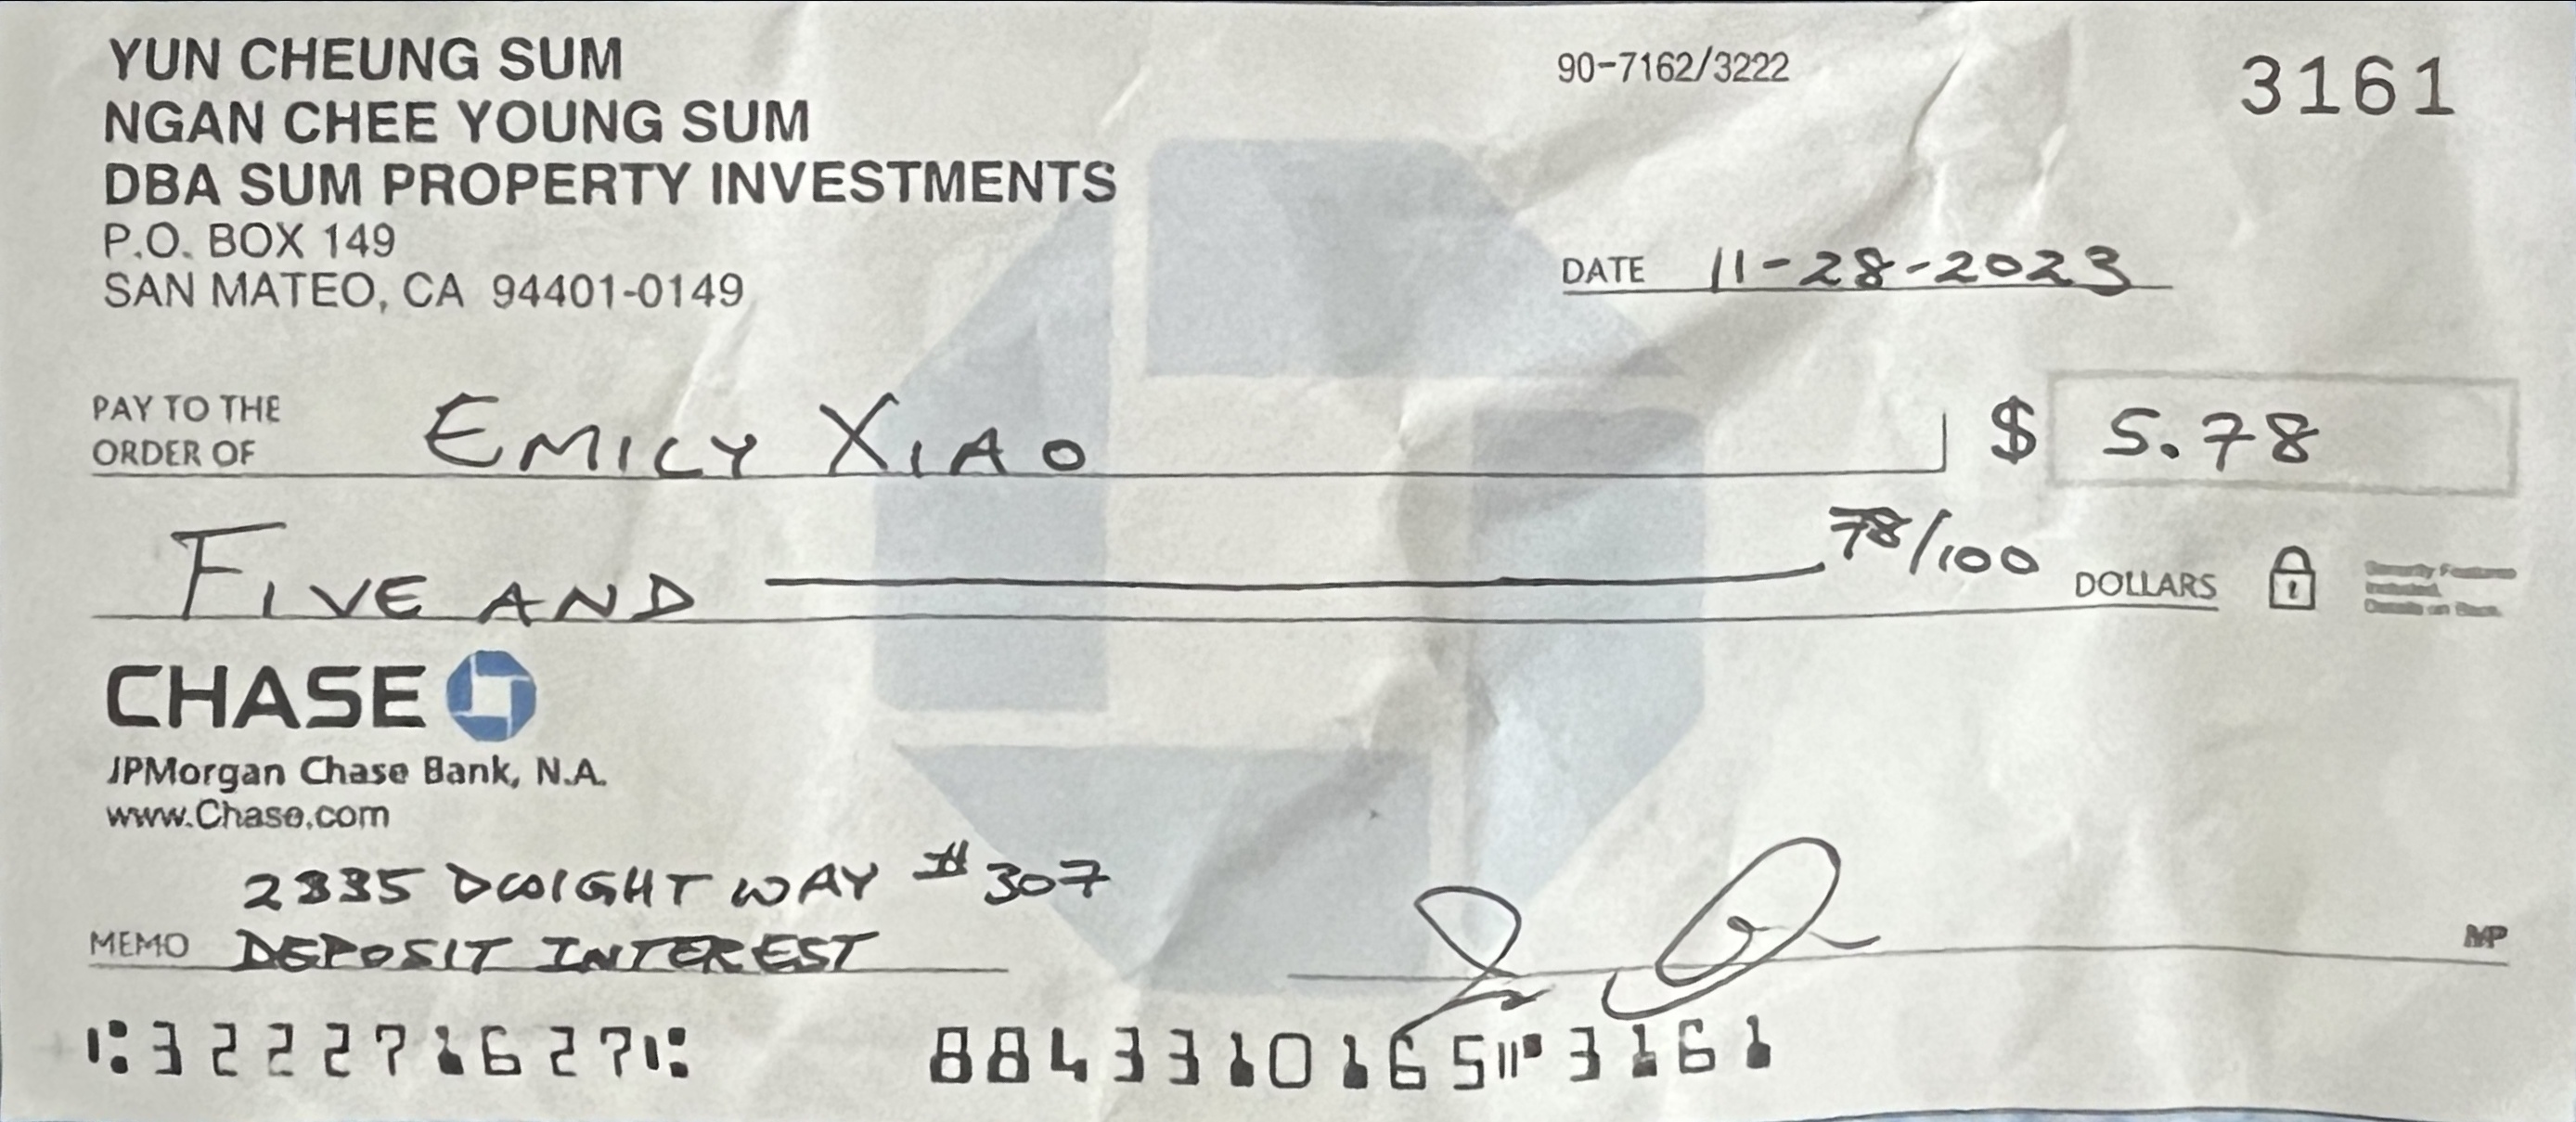 YUN CHEUNG SUM
NGAN CHEE YOUNG SUM
DBA SUM PROPERTY INVESTMENTS
P.O. BOX 149
SAN MATEO, CA 94401-0149
90-7162/3222
3161
DATE 11-28-2023
PAY TO THE
ORDER OF EMILY XIAO $ 5.78
FIVE AND 78/100 DOLLARS
Security Features
Included.
Details on Back.
CHASE
JPMorgan Chase Bank, N.A.
www.Chase.com
2335 DWIGHT WAY #307
MEMO DEPOSIT INTEREST
MP
⑆322271627⑆ 884331016 5⑈3161